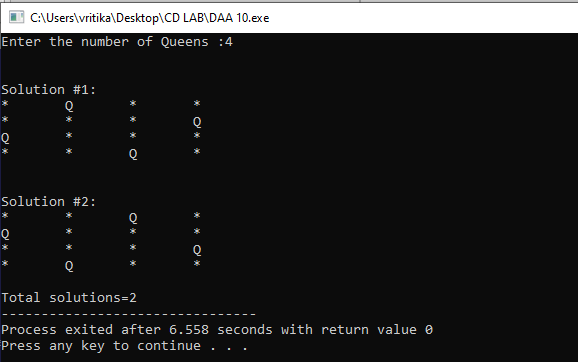 C:\Users\vritika\Desktop\CD LAB\DAA 10.exe
Enter the number of Queens :4
Solution #1:
* Q * *
* * * Q
Q * * *
* * Q *
Solution #2:
* * Q *
Q * * *
* * * Q
* Q * *
Total solutions=2
--------------------------------
Process exited after 6.558 seconds with return value 0
Press any key to continue . . .